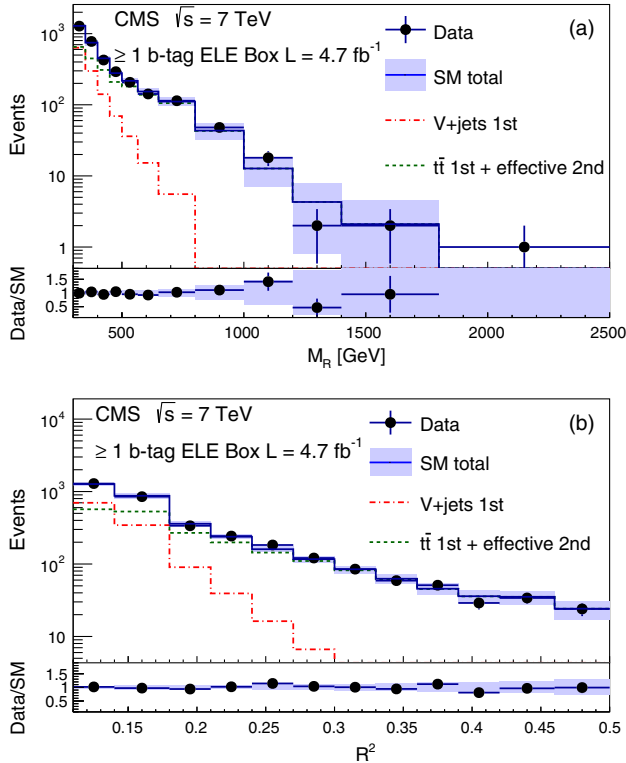 CMS √s = 7 TeV (a)
≥ 1 b-tag ELE Box L = 4.7 fb⁻¹
Data
SM total
V+jets 1st
tt̄ 1st + effective 2nd
Events
10³
10²
10
1
Data/SM
1.5
1
0.5
500 1000 1500 2000 2500
M_R [GeV]
CMS √s = 7 TeV (b)
≥ 1 b-tag ELE Box L = 4.7 fb⁻¹
Data
SM total
V+jets 1st
tt̄ 1st + effective 2nd
Events
10⁴
10³
10²
10
Data/SM
1.5
1
0.5
0.15 0.2 0.25 0.3 0.35 0.4 0.45 0.5
R²